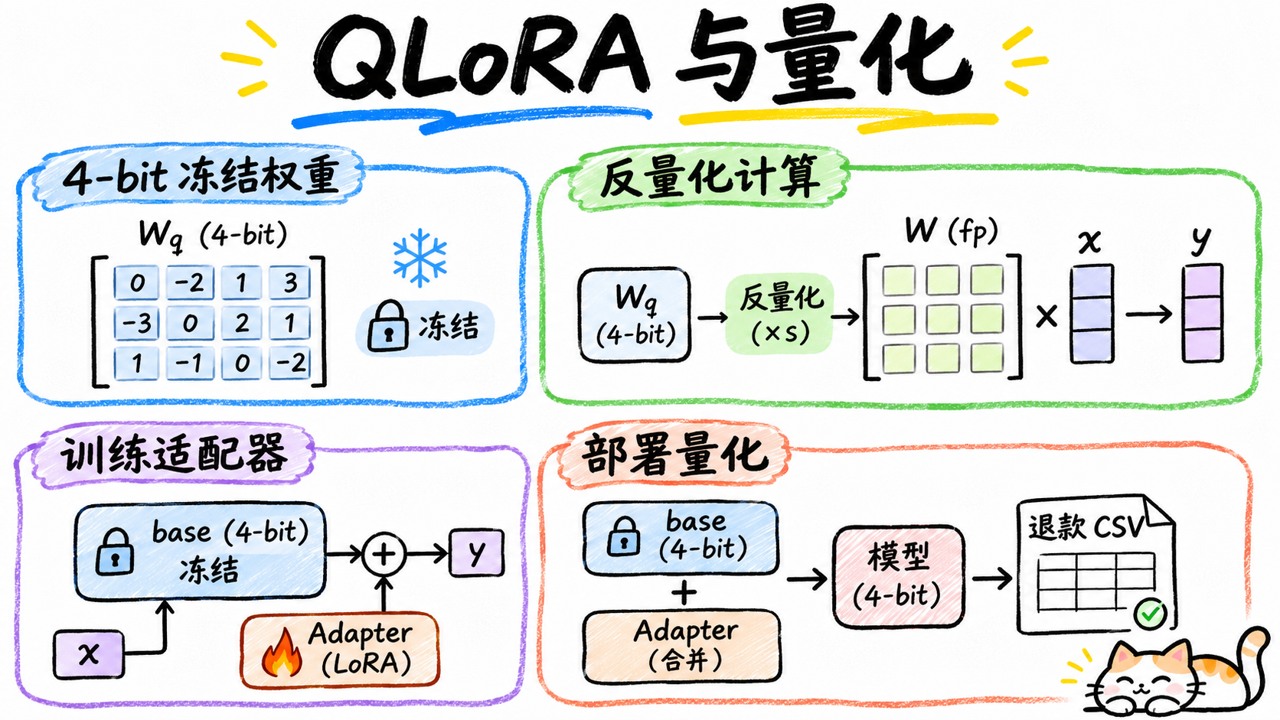 QLoRA 与量化
4-bit 冻结权重
Wq (4-bit)
0 -2 1 3
-3 0 2 1
1 -1 0 -2
冻结
反量化计算
Wq
(4-bit)
反量化
(×s)
W (fp)
×
x
y
训练适配器
base (4-bit)
冻结
+
y
x
Adapter
(LoRA)
部署量化
base
(4-bit)
+
Adapter
(合并)
模型
(4-bit)
退款 CSV